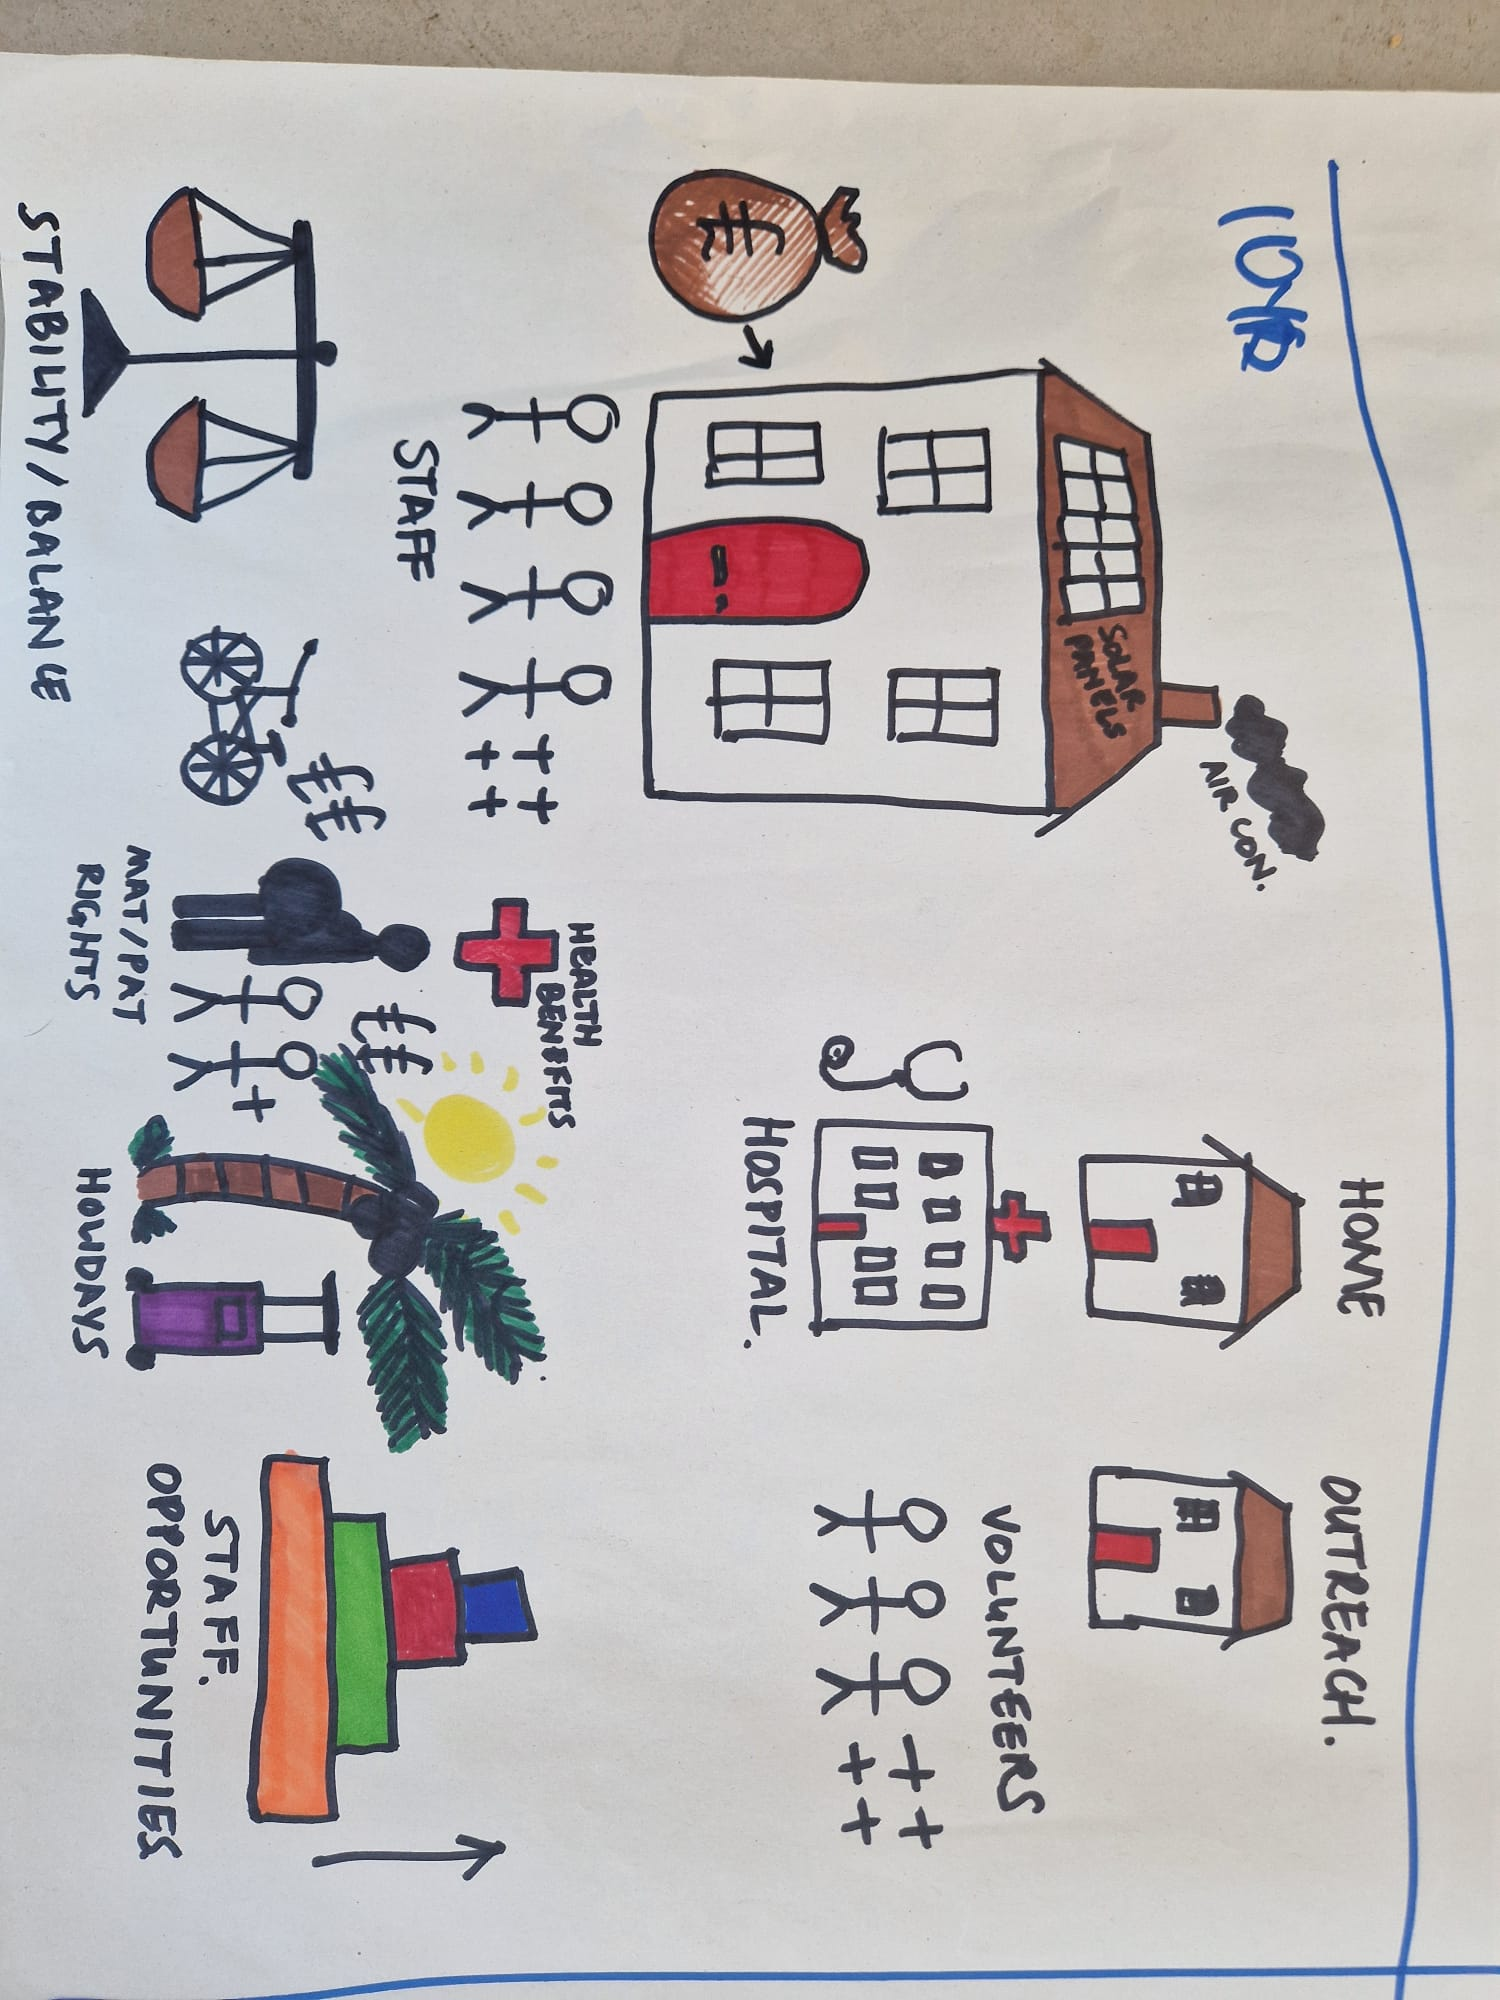 10
HOME
OUTREACH.
AIR CON.
SOLAR
PANELS
£
VOLUNTEERS
HOSPITAL.
STAFF
HEALTH
BENEFITS
££
££
STABILITY/BALANCE
MAT/PAT
RIGHTS
HOLIDAYS
STAFF.
OPPORTUNITIES